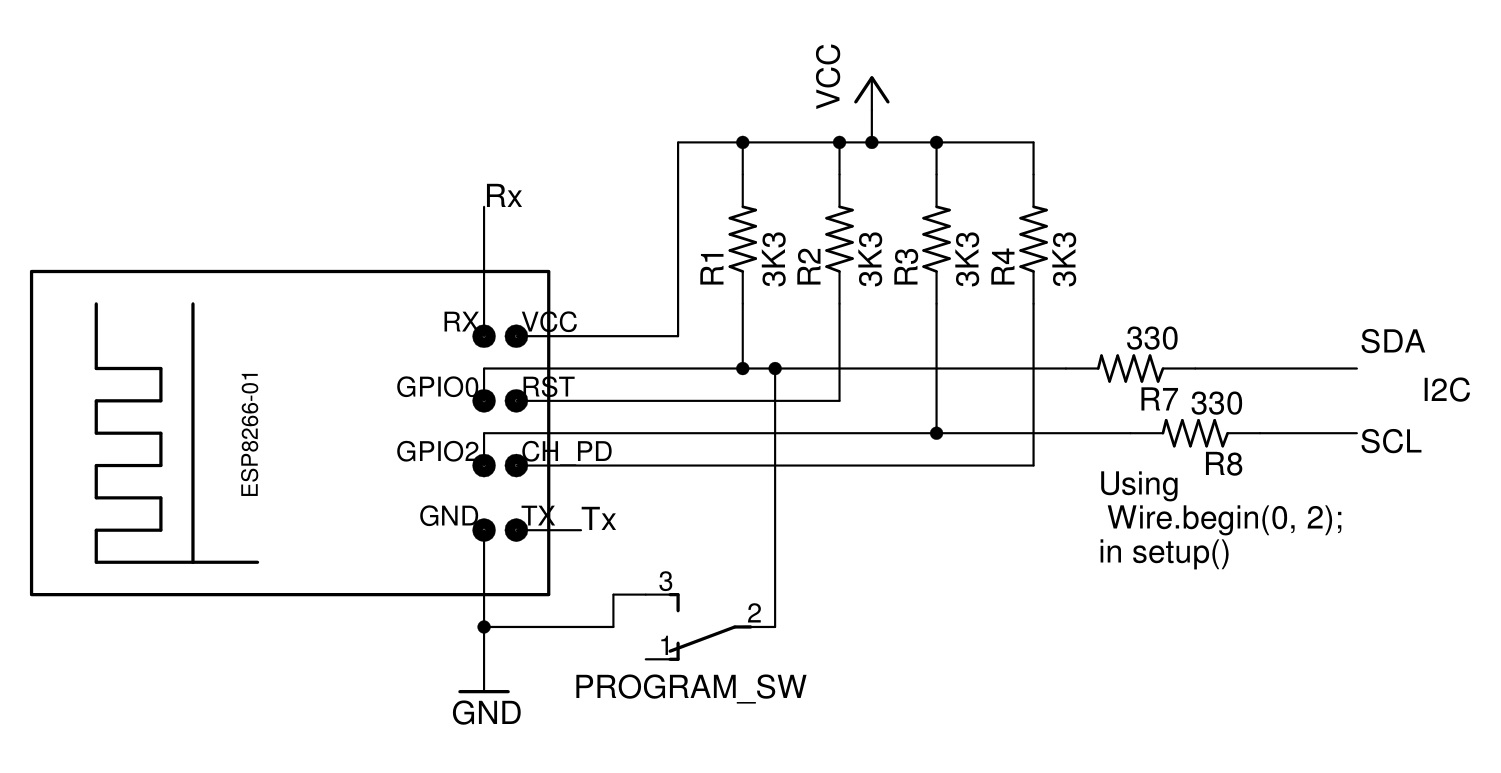 VCC
Rx
R1
3K3
R2
3K3
R3
3K3
R4
3K3
RX
VCC
GPIO0
RST
GPIO2
CH_PD
GND
TX
Tx
ESP8266-01
330
SDA
R7
330
I2C
SCL
R8
Using
Wire.begin(0, 2);
in setup()
3
2
1
PROGRAM_SW
GND